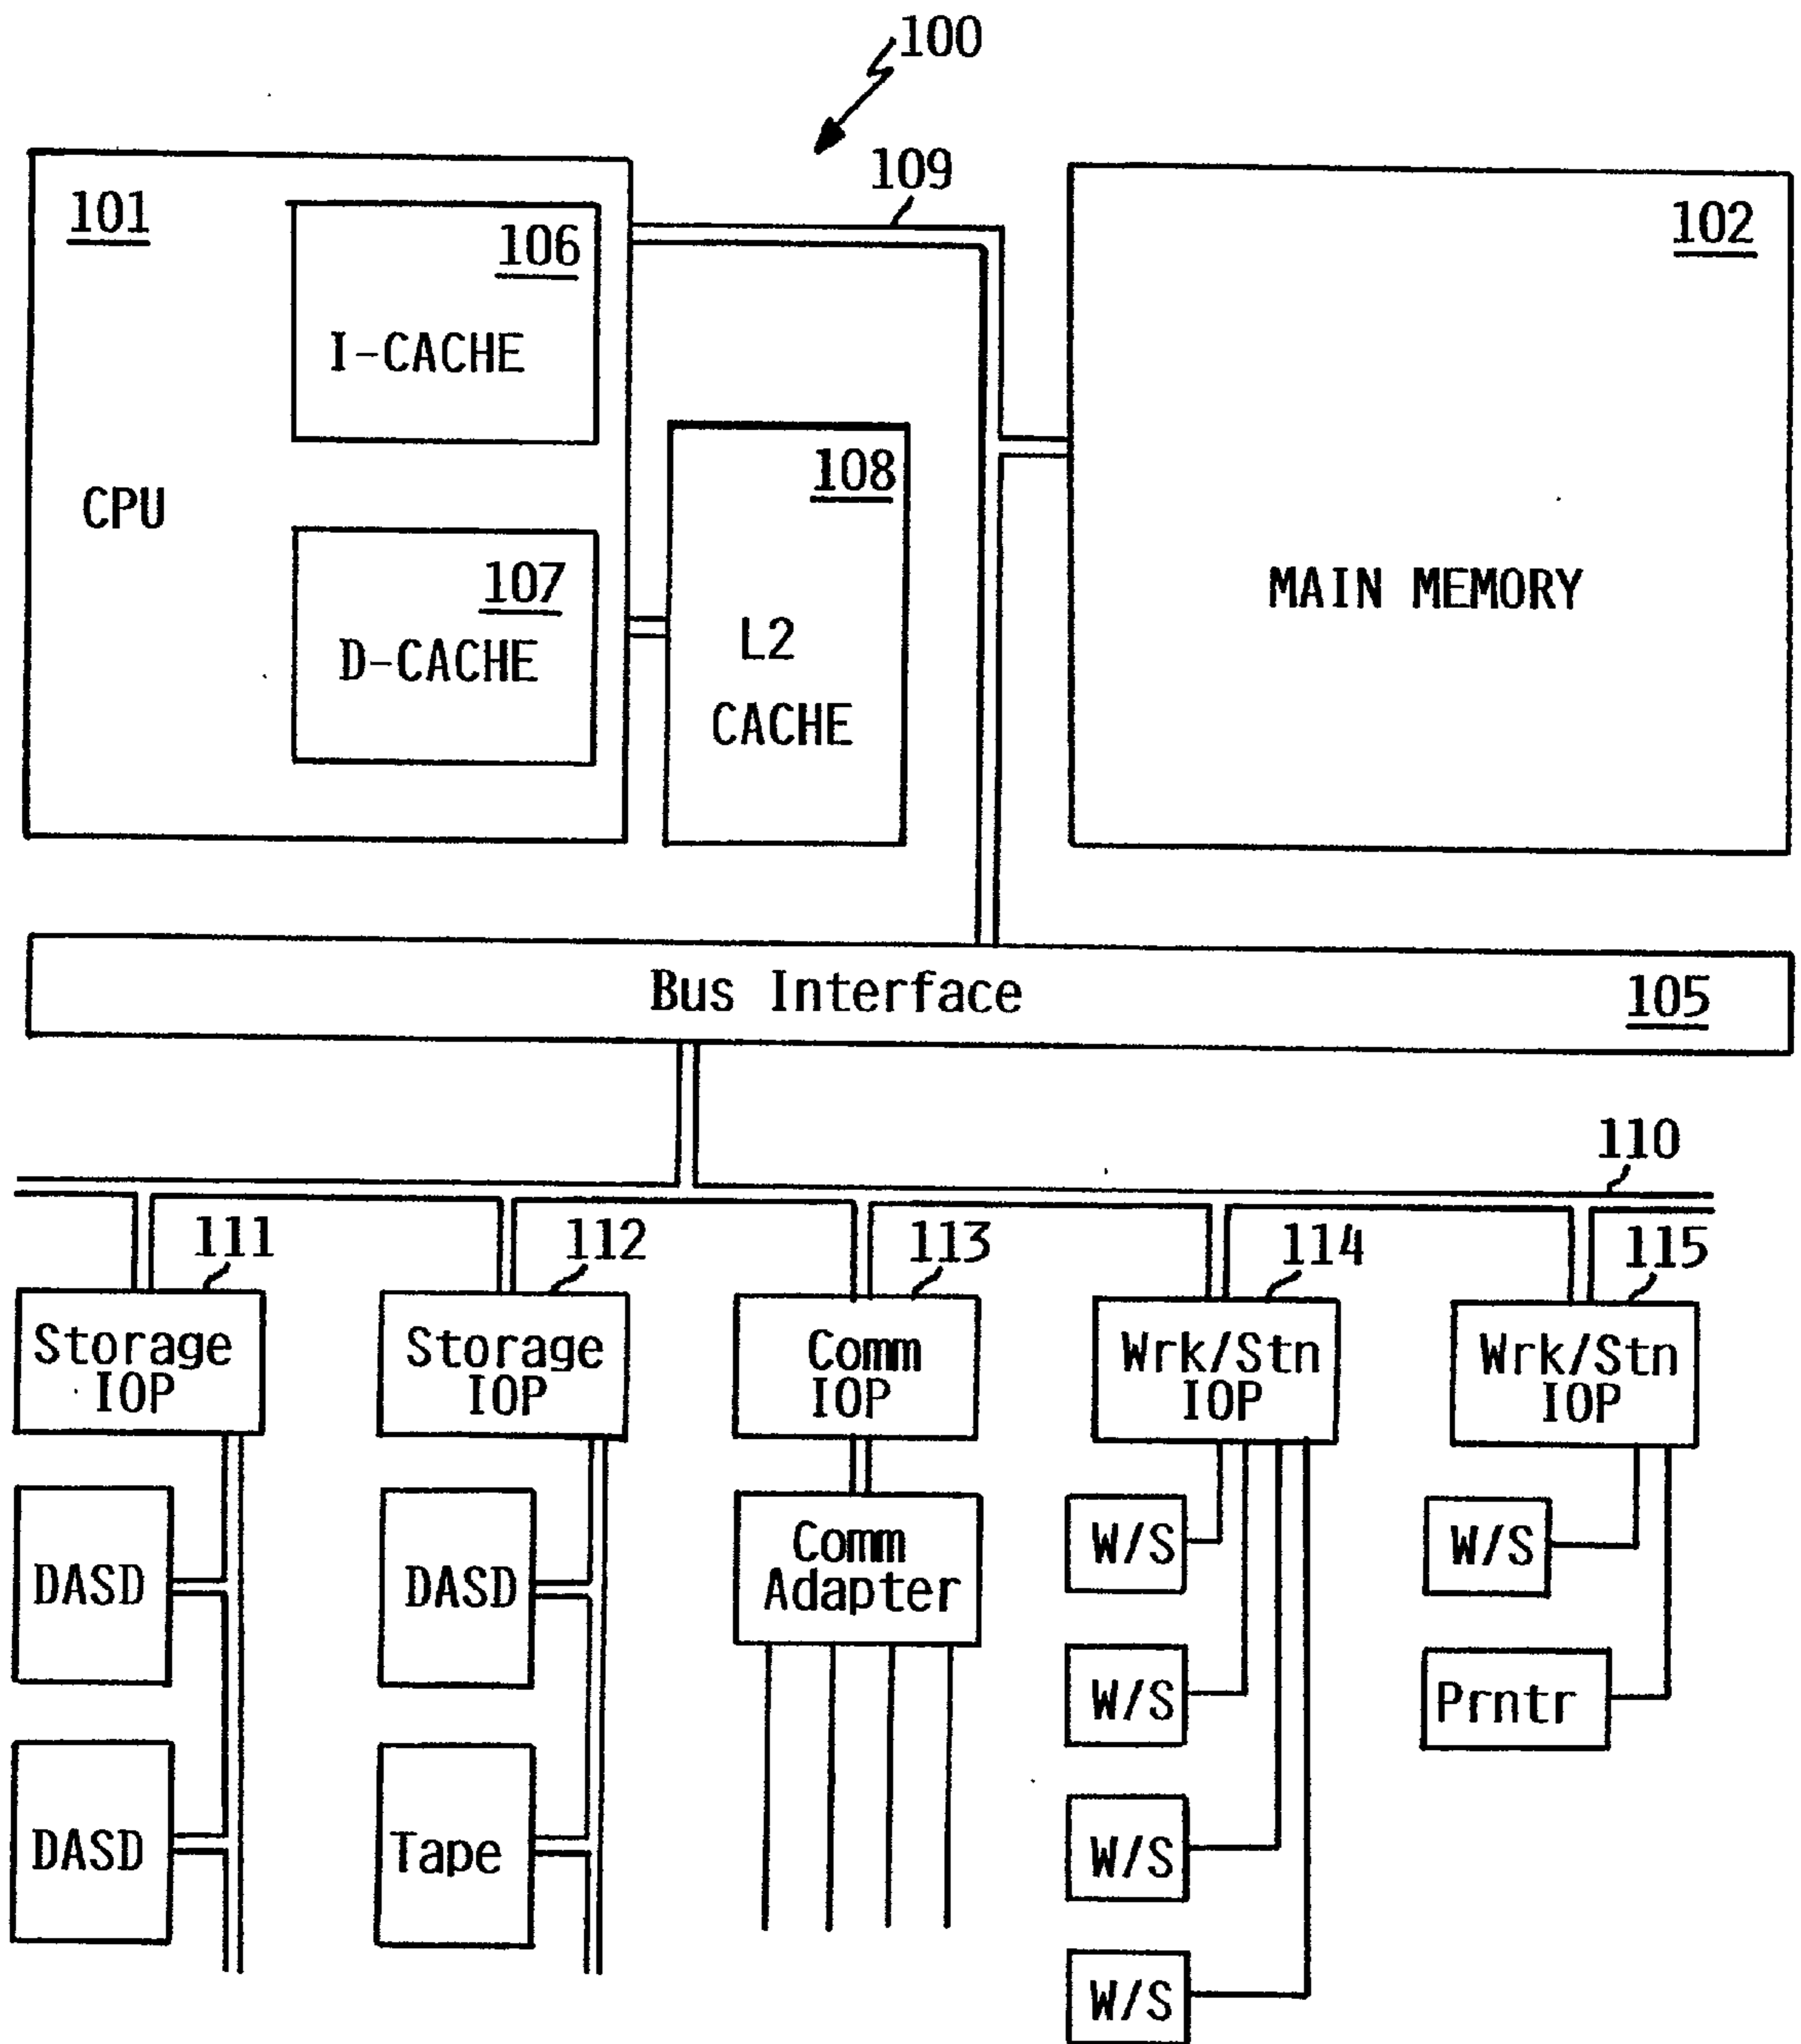 100
109
101
106
I-CACHE
CPU
107
D-CACHE
108
L2
CACHE
102
MAIN MEMORY
Bus Interface
105
110
111
112
113
114
115
Storage
IOP
Storage
IOP
Comm
IOP
Wrk/Stn
IOP
Wrk/Stn
IOP
DASD
DASD
DASD
Tape
Comm
Adapter
W/S
W/S
W/S
W/S
W/S
Prntr